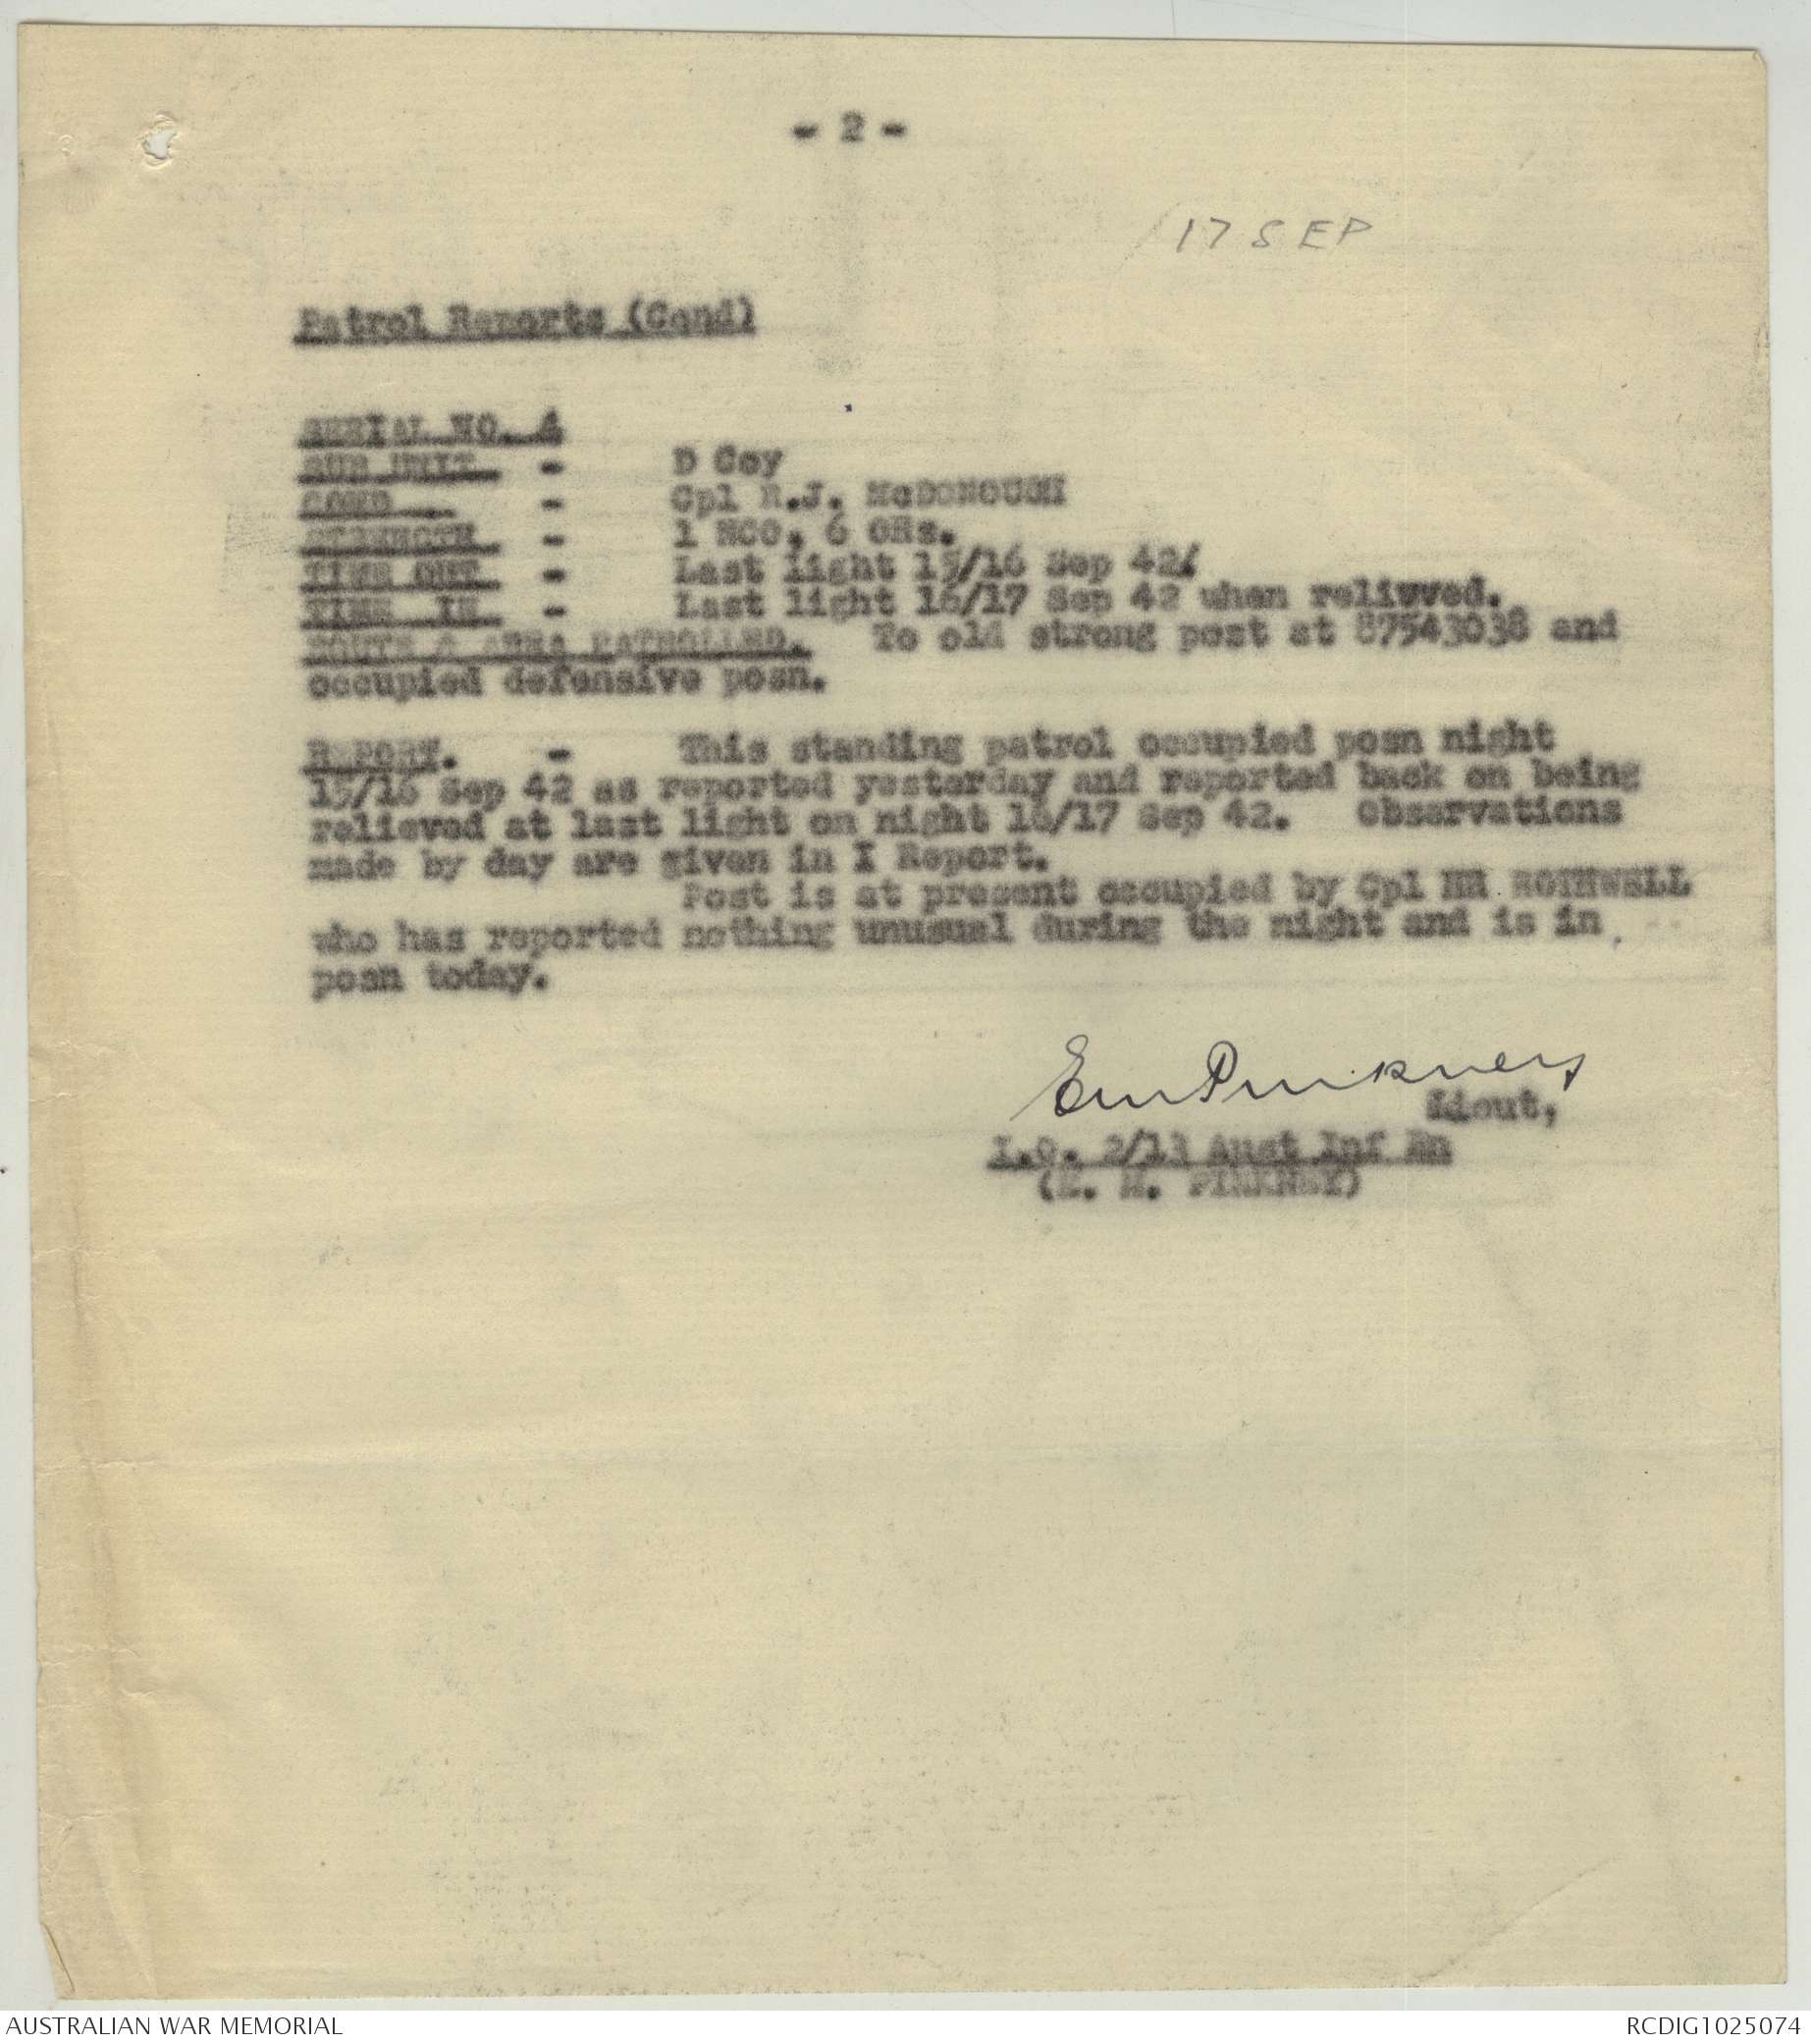 - 2 -
17 SEP
Patrol Reports (Cond)
SERIAL NO. 4
SUB UNIT - D Coy
COMD - Cpl R.J. McDONOUGH
STRENGTH - 1 NCO, 6 ORs.
TIME OUT - Last light 15/16 Sep 42.
TIME IN - Last light 16/17 Sep 42 when relieved.
ROUTE & AREA PATROLLED. To old strong post at 87543038 and
occupied defensive posn.
REPORT. - This standing patrol occupied posn night
15/16 Sep 42 as reported yesterday and reported back on being
relieved at last light on night 16/17 Sep 42. Observations
made by day are given in I Report.
Post is at present occupied by Cpl HR ROTHWELL
who has reported nothing unusual during the night and is in
posn today.
EM Pinkney
Lieut,
I.O. 2/13 Aust Inf Bn
(E. M. PINKNEY)
AUSTRALIAN WAR MEMORIAL
RCDIG1025074